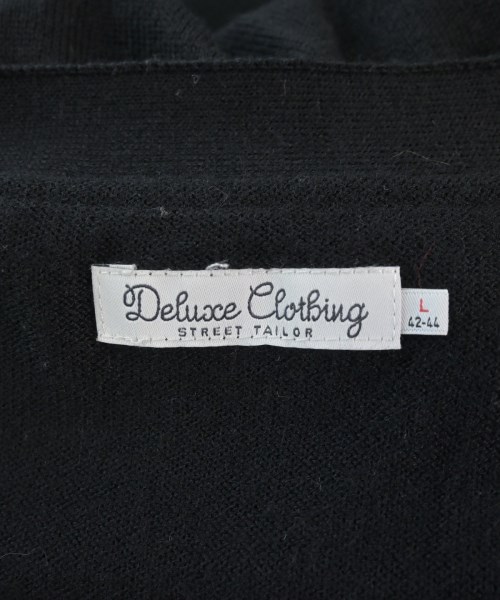 Deluxe Clothing
STREET TAILOR
L
42-44